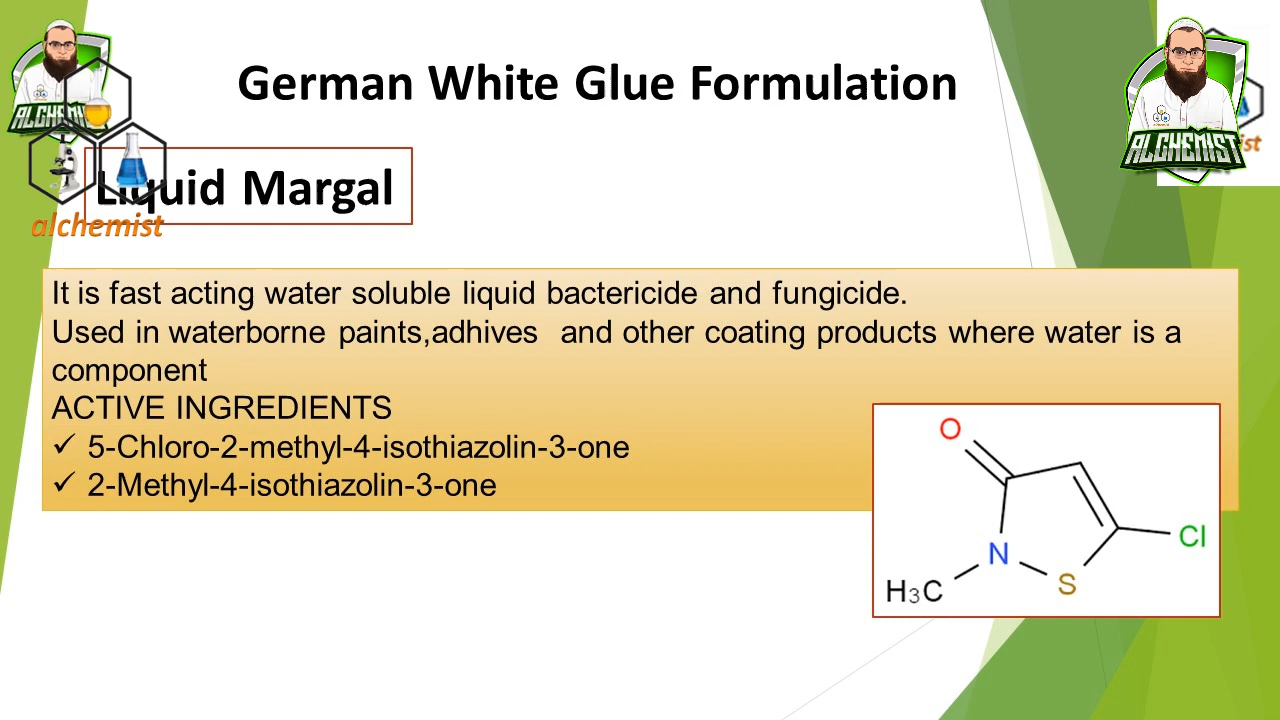 German White Glue Formulation
ALCHEMIST
ALCHEMIST
Liquid Margal
alchemist
It is fast acting water soluble liquid bactericide and fungicide.
Used in waterborne paints,adhives and other coating products where water is a
component
ACTIVE INGREDIENTS
✓ 5-Chloro-2-methyl-4-isothiazolin-3-one
✓ 2-Methyl-4-isothiazolin-3-one
O
Cl
N
S
H₃C